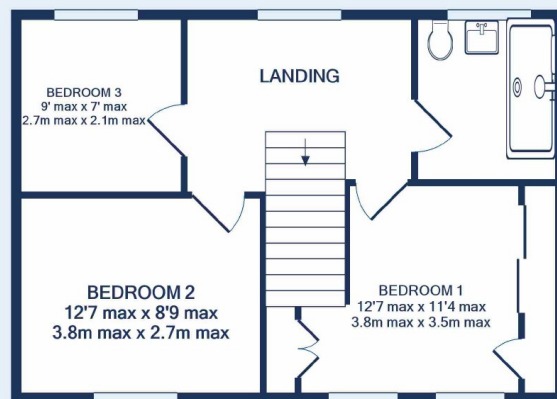 LANDING
BEDROOM 3
9' max x 7' max
2.7m max x 2.1m max
BEDROOM 2
12'7 max x 8'9 max
3.8m max x 2.7m max
BEDROOM 1
12'7 max x 11'4 max
3.8m max x 3.5m max